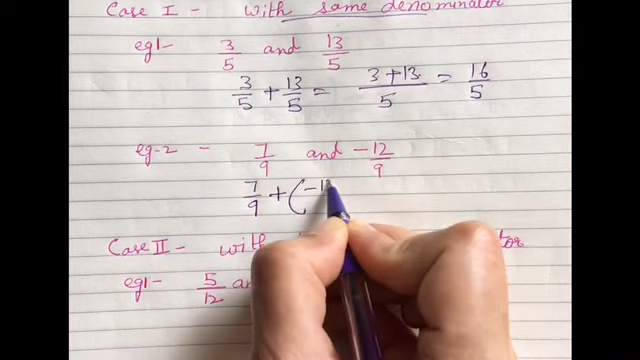 Case I - With same denominator
eg1- 3/5 and 13/5
3/5 + 13/5 = 3+13/5 = 16/5
eg-2 - 7/9 and -12/9
7/9 + (-1
Case II - with
eg1- 5/12 an